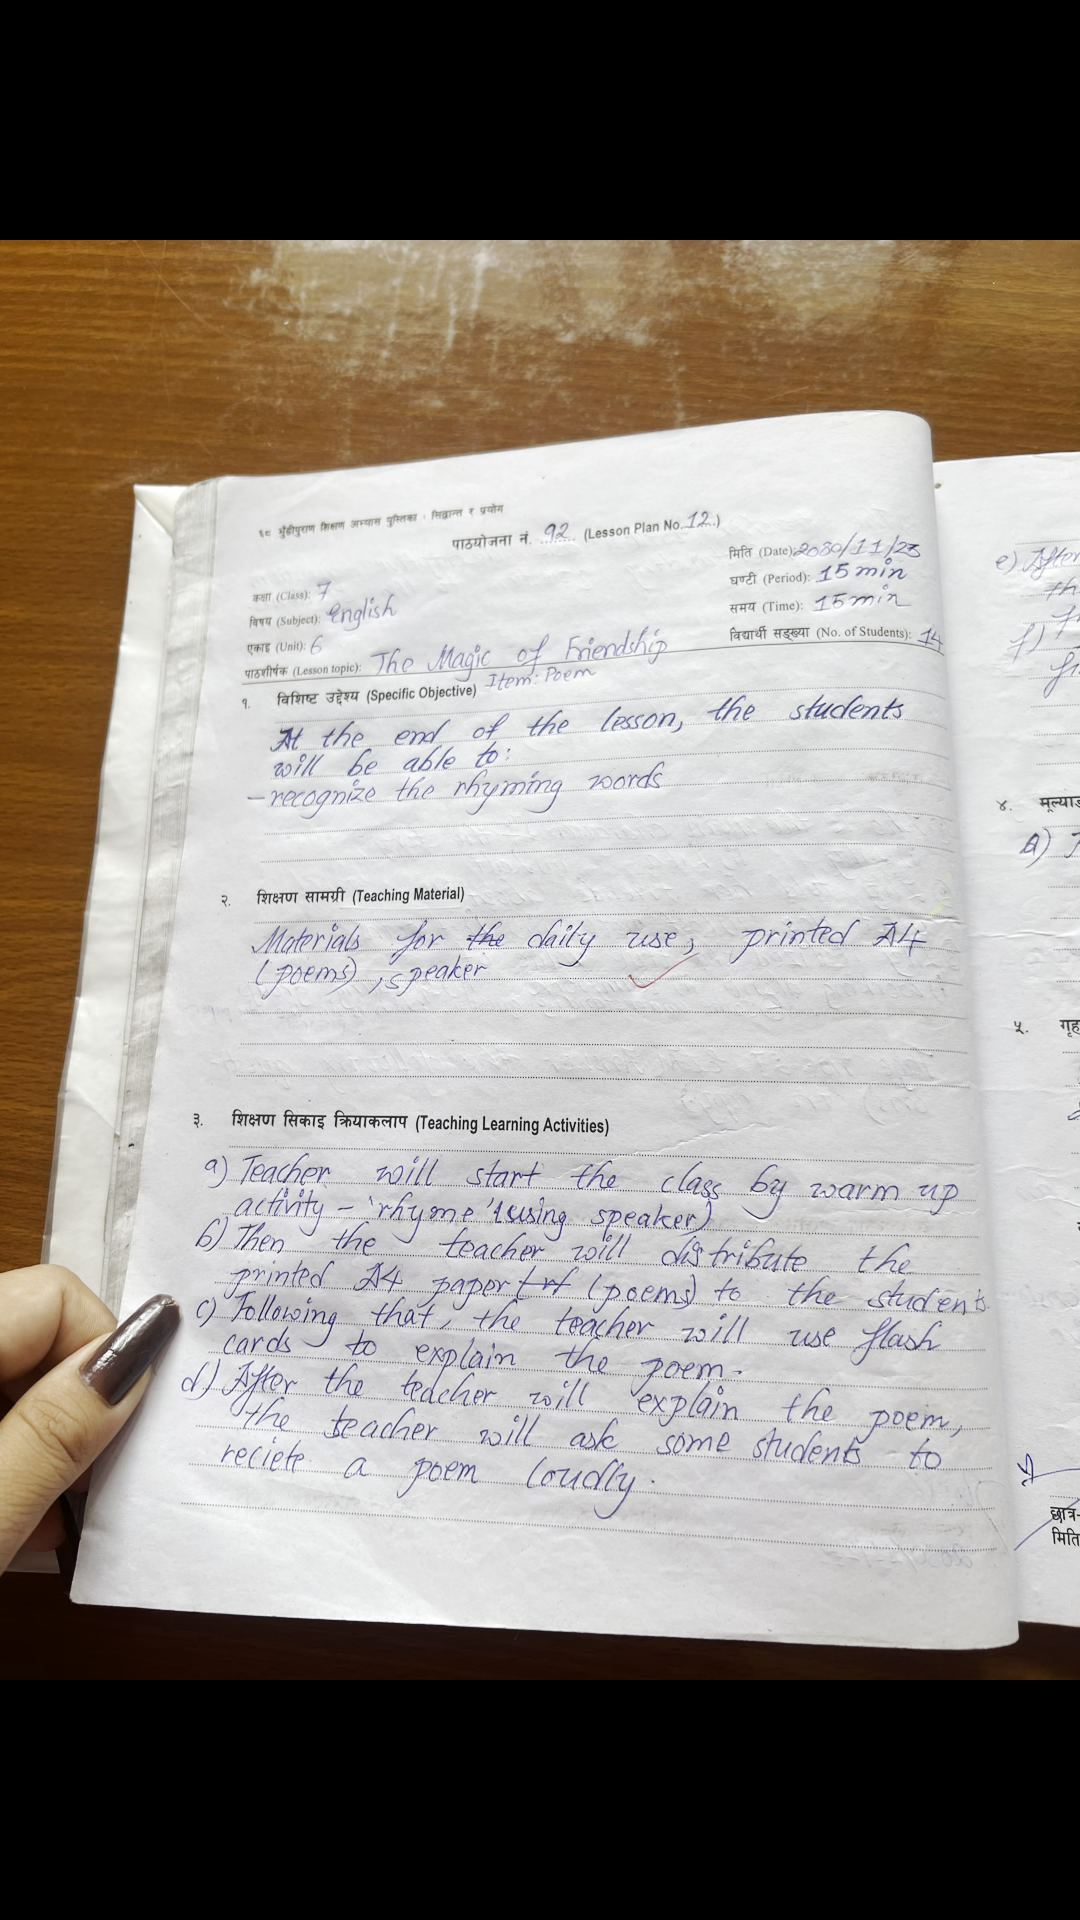 ९८ भुँडीपुराण शिक्षण अभ्यास पुस्तिका : सिद्धान्त र प्रयोग
पाठयोजना नं. १२ (Lesson Plan No. 12.)
मिति (Date): 2080/11/23
कक्षा (Class): 7
घण्टी (Period): 15 min
विषय (Subject): English
समय (Time): 15 min
एकाइ (Unit): 6
विद्यार्थी सङ्ख्या (No. of Students): 14
पाठशीर्षक (Lesson topic): The Magic of Friendship
Item: Poem
१. विशिष्ट उद्देश्य (Specific Objective)
At the end of the lesson, the students
will be able to:
- recognize the rhyming words
२. शिक्षण सामग्री (Teaching Material)
Materials for the daily use, printed A4
(poems), speaker
३. शिक्षण सिकाइ क्रियाकलाप (Teaching Learning Activities)
a) Teacher will start the class by warm up
activity - 'rhyme' (using speaker)
b) Then the teacher will distribute the
printed A4 paper (poems) to the students
c) Following that, the teacher will use flash
cards to explain the poem.
d) After the teacher will explain the poem,
the teacher will ask some students to
reciete a poem loudly.
e) After
th
f)
४. मूल्याङ
a)
५. गृह
छात्र-
मिति